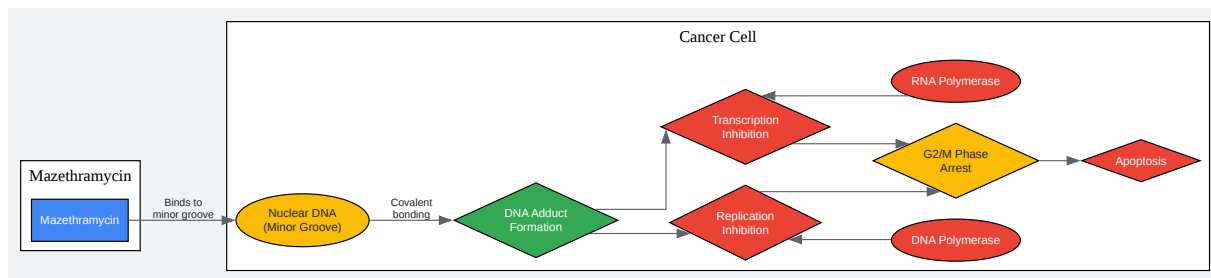 Cancer Cell
Mazethramycin
Mazethramycin
Binds to
minor groove
Nuclear DNA
(Minor Groove)
Covalent
bonding
DNA Adduct
Formation
Transcription
Inhibition
Replication
Inhibition
RNA Polymerase
G2/M Phase
Arrest
DNA Polymerase
Apoptosis